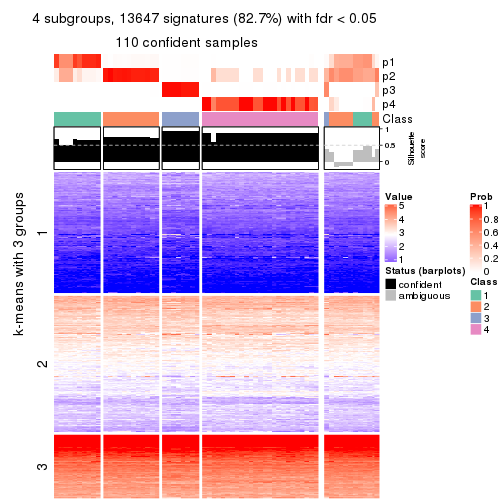 4 subgroups, 13647 signatures (82.7%) with fdr < 0.05
110 confident samples
p1
p2
p3
p4
Class
1
0.5
0
Silhouette
score
k-means with 3 groups
1
2
3
Value
5
4
3
2
1
Status (barplots)
confident
ambiguous
Prob
1
0.8
0.6
0.4
0.2
0
Class
1
2
3
4